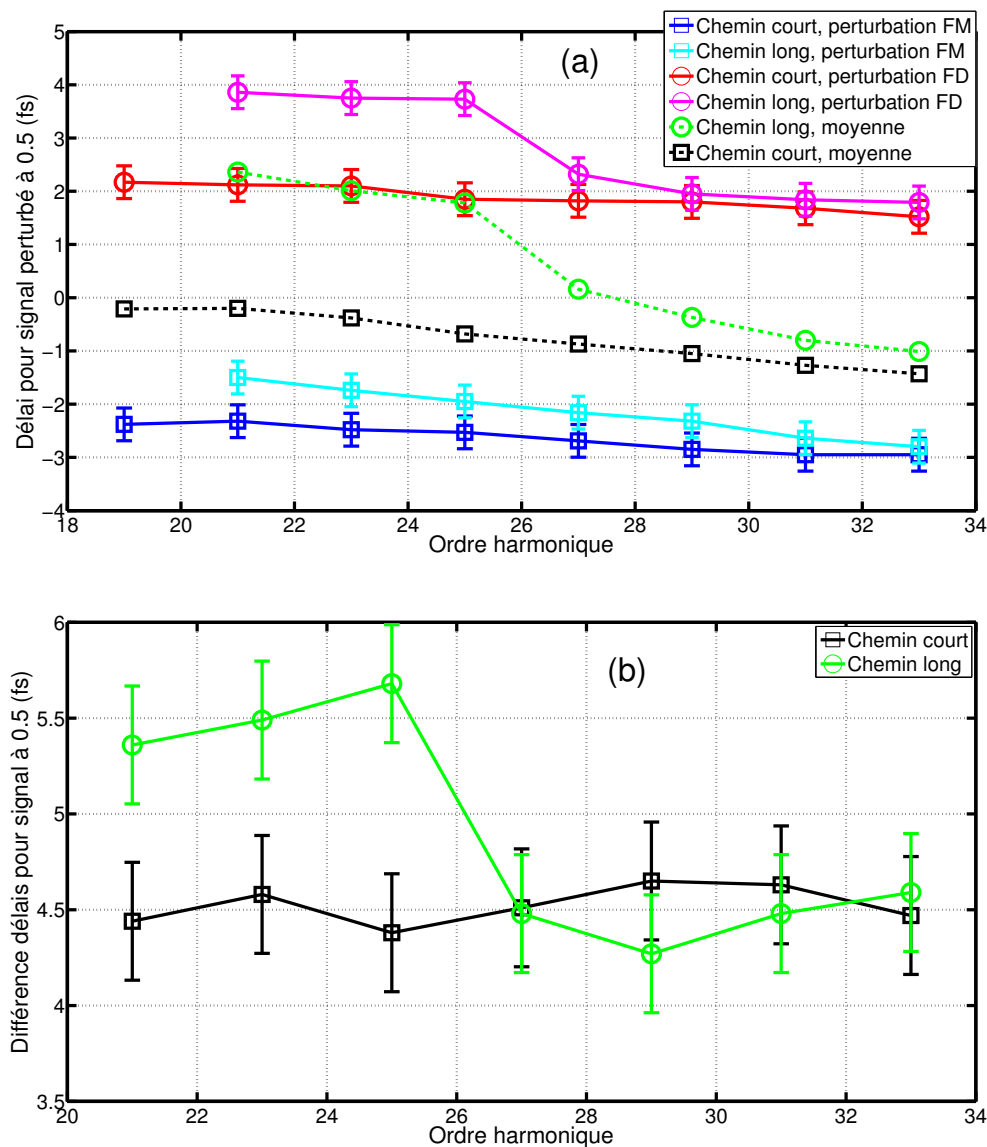 Chemin court, perturbation FM
Chemin long, perturbation FM
Chemin court, perturbation FD
Chemin long, perturbation FD
Chemin long, moyenne
Chemin court, moyenne
(a)
Délai pour signal perturbé à 0.5 (fs)
5
4
3
2
1
0
−1
−2
−3
−4
18 20 22 24 26 28 30 32 34
Ordre harmonique
Chemin court
Chemin long
(b)
Différence délais pour signal à 0.5 (fs)
6
5.5
5
4.5
4
3.5
20 22 24 26 28 30 32 34
Ordre harmonique